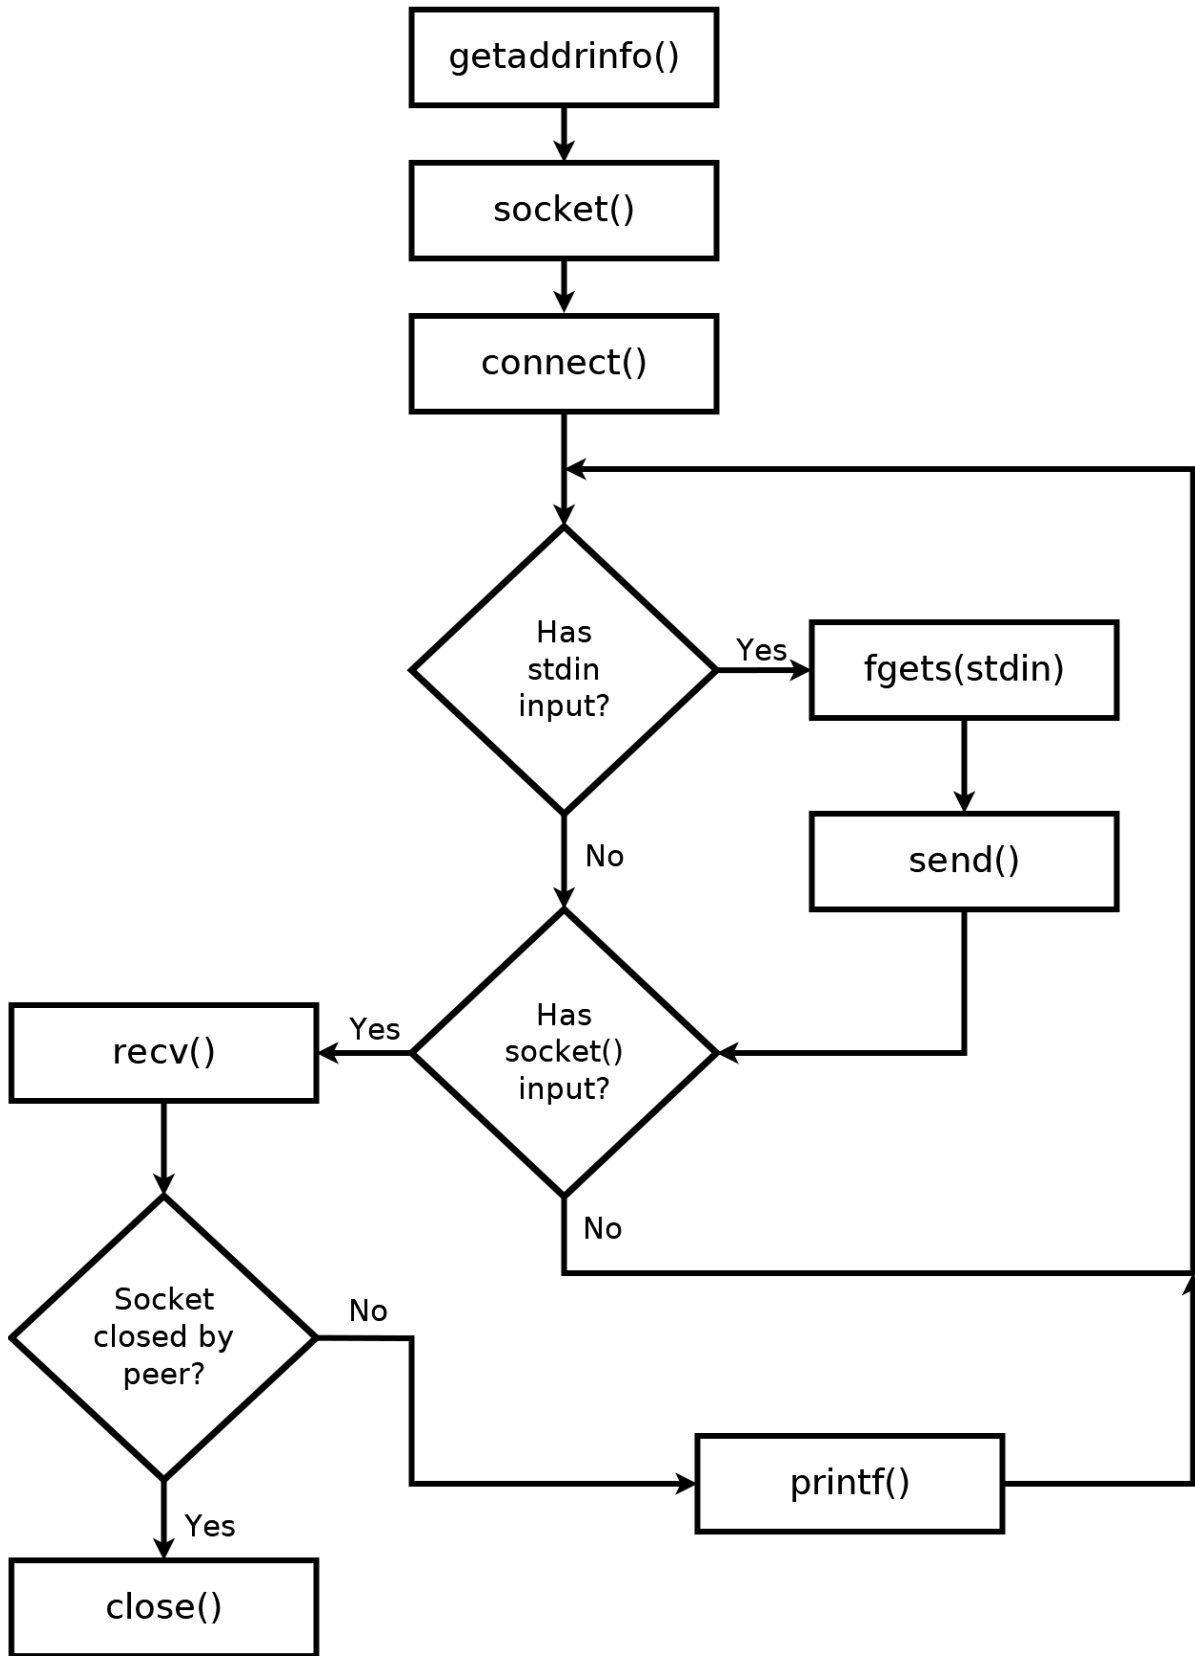 getaddrinfo()
socket()
connect()
Has
stdin
input?
Yes
fgets(stdin)
send()
No
Has
socket()
input?
Yes
recv()
No
Socket
closed by
peer?
No
printf()
Yes
close()